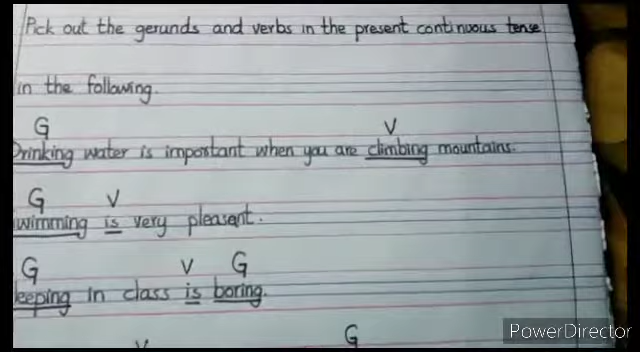 Pick out the gerunds and verbs in the present continuous tense
in the following.
G V
Drinking water is important when you are climbing mountains.
G V
wimming is very pleasant.
G V G
eeping in class is boring.
V G
PowerDirector